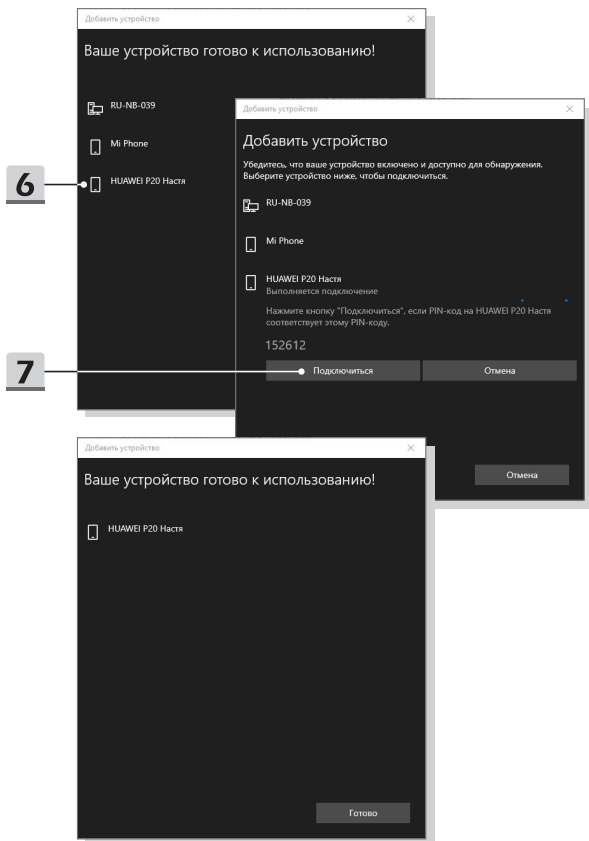 Добавить устройство
Ваше устройство готово к использованию!
RU-NB-039
Mi Phone
6
HUAWEI P20 Настя
Добавить устройство
Добавить устройство
Убедитесь, что ваше устройство включено и доступно для обнаружения.
Выберите устройство ниже, чтобы подключиться.
RU-NB-039
Mi Phone
HUAWEI P20 Настя
Выполняется подключение
Нажмите кнопку "Подключиться", если PIN-код на HUAWEI P20 Настя
соответствует этому PIN-коду.
152612
7
Подключиться
Отмена
Отмена
Добавить устройство
Ваше устройство готово к использованию!
HUAWEI P20 Настя
Готово